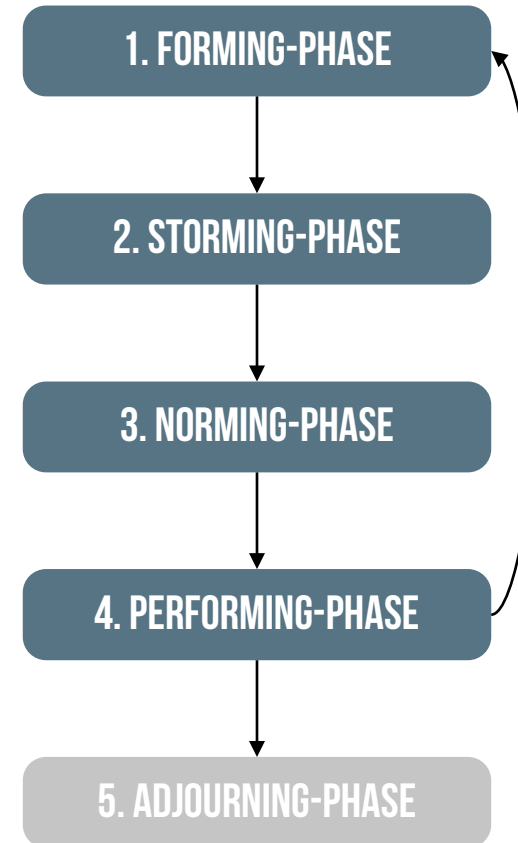 1. FORMING-PHASE
2. STORMING-PHASE
3. NORMING-PHASE
4. PERFORMING-PHASE
5. ADJOURNING-PHASE